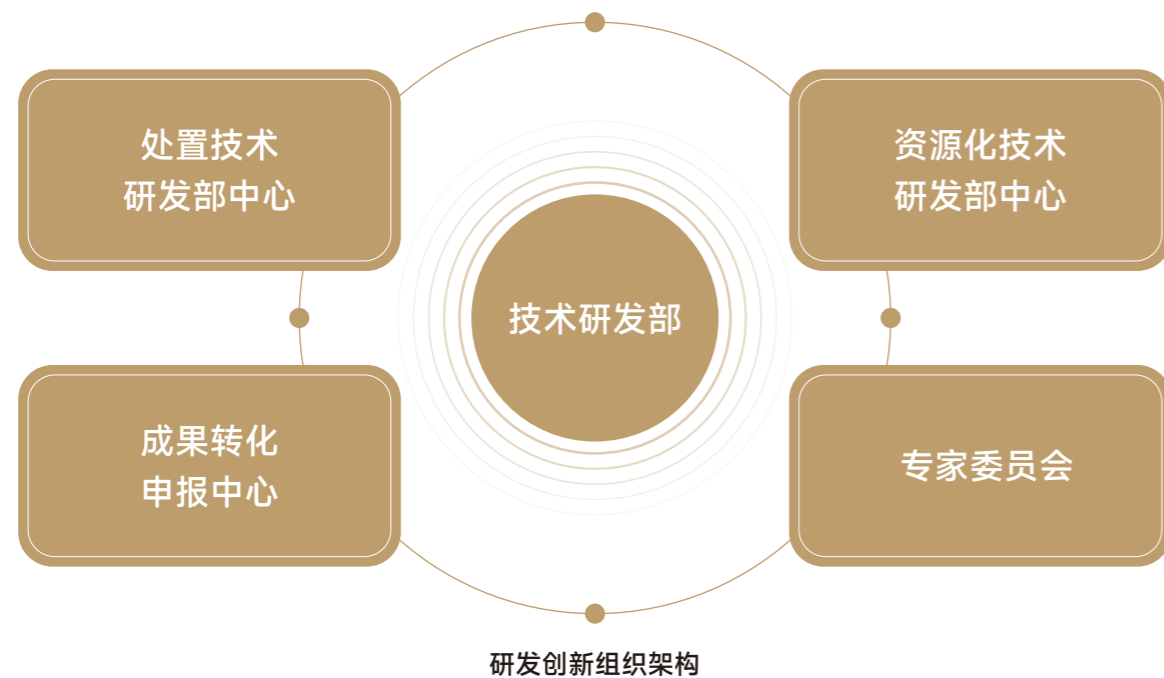 处置技术
研发部中心
资源化技术
研发部中心
技术研发部
成果转化
申报中心
专家委员会
研发创新组织架构